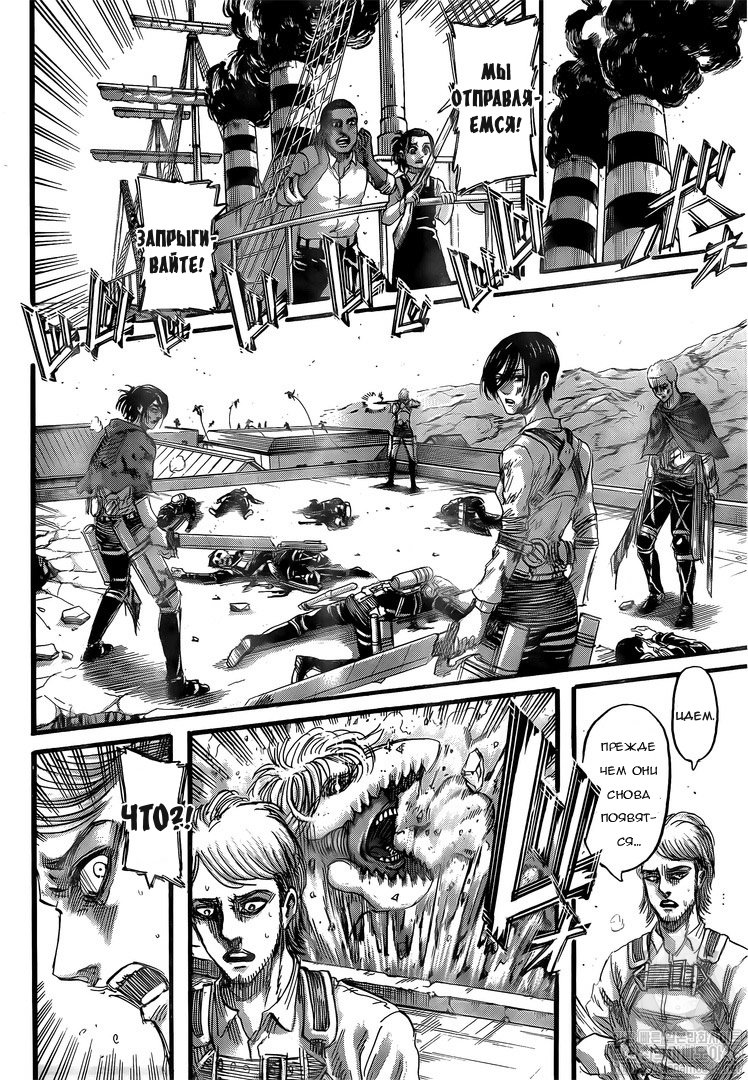 МЫ
ОТПРАВЛЯ-
ЕМСЯ!
ЗАПРЫГИ-
ВАЙТЕ!
ЦАЕМ.
ПРЕЖДЕ
ЧЕМ ОНИ
СНОВА
ПОЯВЯТ-
СЯ...
ЧТО?!